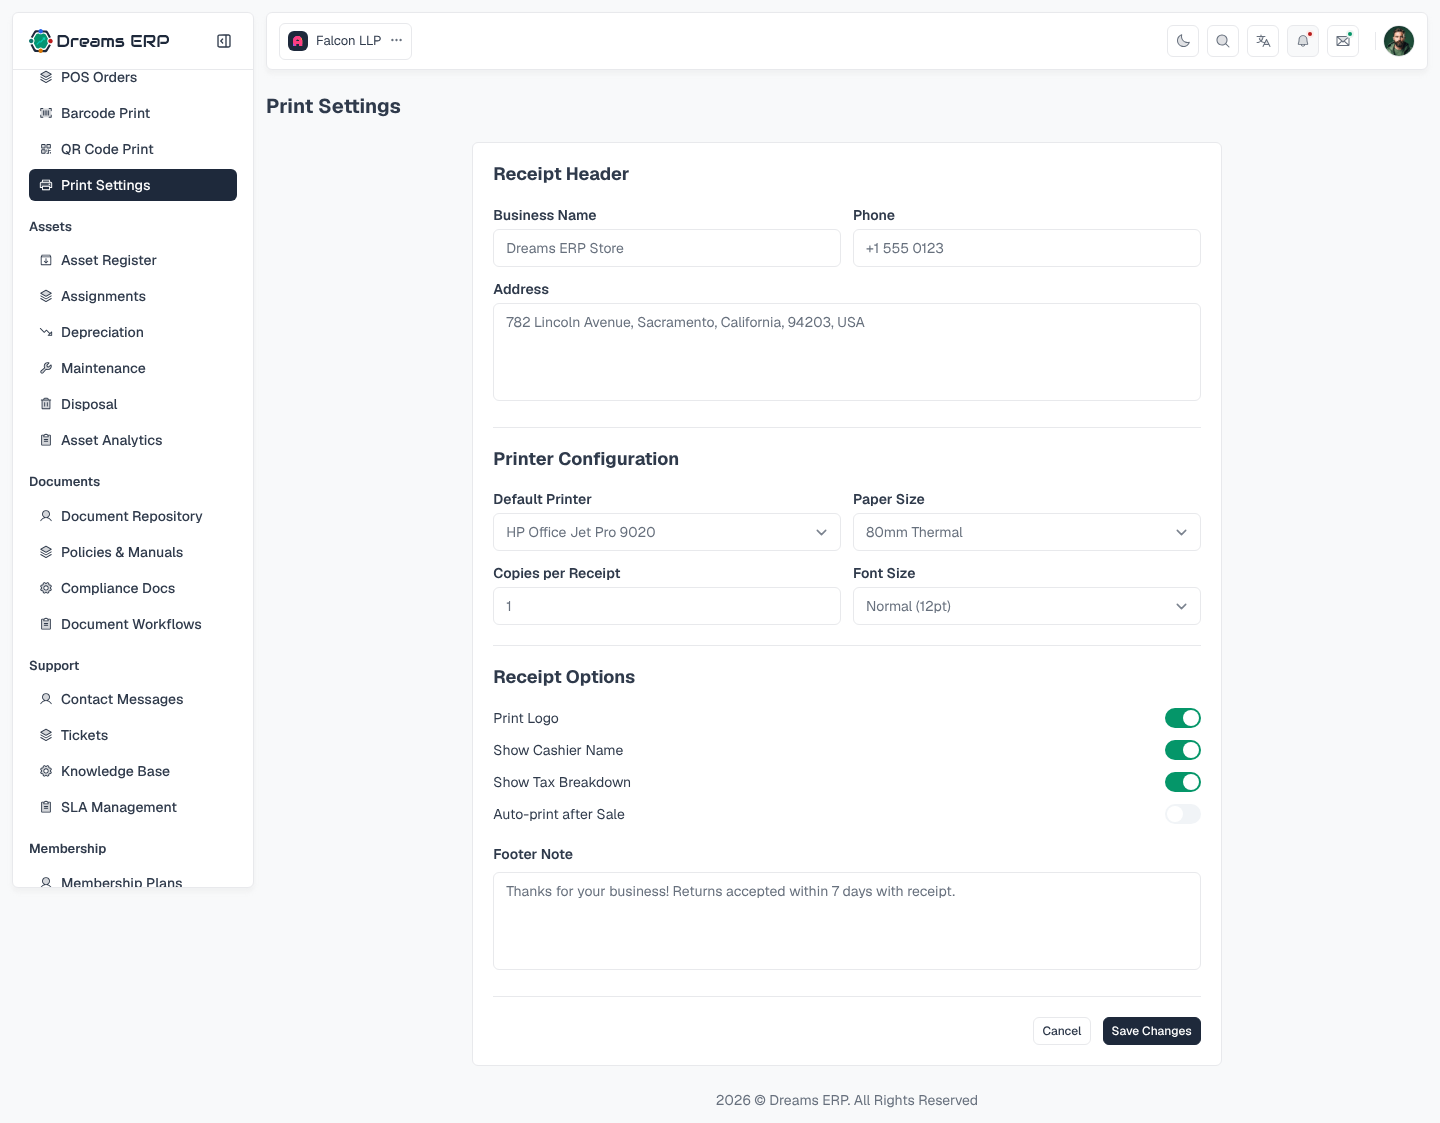 Dreams ERP
POS Orders
Barcode Print
QR Code Print
Print Settings
Assets
Asset Register
Assignments
Depreciation
Maintenance
Disposal
Asset Analytics
Documents
Document Repository
Policies & Manuals
Compliance Docs
Document Workflows
Support
Contact Messages
Tickets
Knowledge Base
SLA Management
Membership
Membership Plans
Falcon LLP
Print Settings
Receipt Header
Business Name
Phone
Dreams ERP Store
+1 555 0123
Address
782 Lincoln Avenue, Sacramento, California, 94203, USA
Printer Configuration
Default Printer
Paper Size
HP Office Jet Pro 9020
80mm Thermal
Copies per Receipt
Font Size
1
Normal (12pt)
Receipt Options
Print Logo
Show Cashier Name
Show Tax Breakdown
Auto-print after Sale
Footer Note
Thanks for your business! Returns accepted within 7 days with receipt.
Cancel
Save Changes
2026 © Dreams ERP. All Rights Reserved